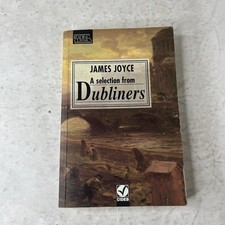 JAMES JOYCE
A selection from
Dubliners
CIDEB